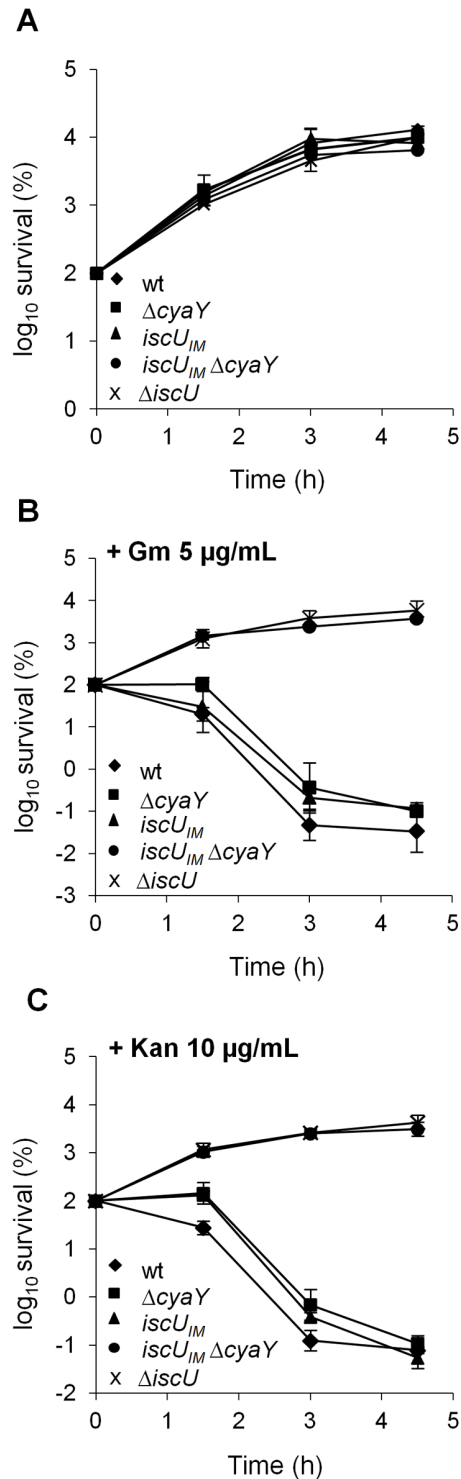 A
log10 survival (%)
5
4
3
2
1
0
wt
ΔcyaY
iscUIM
iscUIM ΔcyaY
ΔiscU
0 1 2 3 4 5
Time (h)
B
+ Gm 5 µg/mL
log10 survival (%)
5
4
3
2
1
0
-1
-2
-3
wt
ΔcyaY
iscUIM
iscUIM ΔcyaY
ΔiscU
0 1 2 3 4 5
Time (h)
C
+ Kan 10 µg/mL
log10 survival (%)
5
4
3
2
1
0
-1
-2
wt
ΔcyaY
iscUIM
iscUIM ΔcyaY
ΔiscU
0 1 2 3 4 5
Time (h)